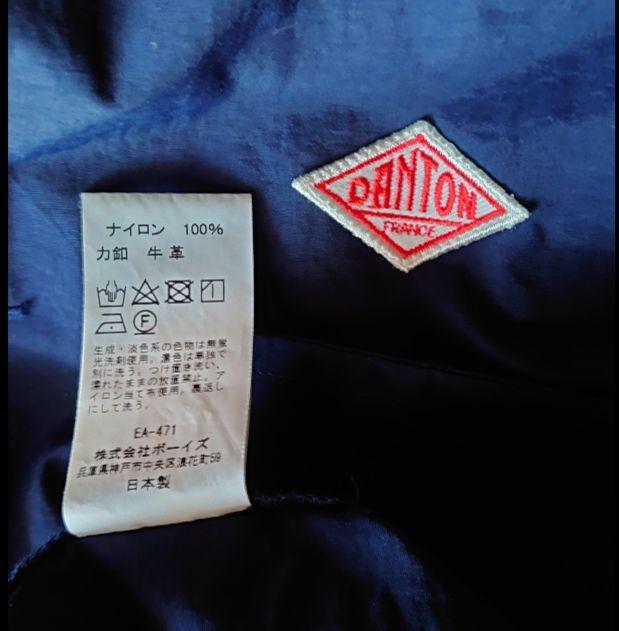 DANTON
FRANCE
ナイロン 100%
力釦 牛革
生成・淡色系の色物は無蛍
光洗剤使用。濃色は単独で
別に洗う。つけ置き洗い、
濡れたままの放置禁止。ア
イロン当て布使用。裏返し
にして洗う。
EA-471
株式会社ボーイズ
兵庫県神戸市中央区浪花町59
日本製